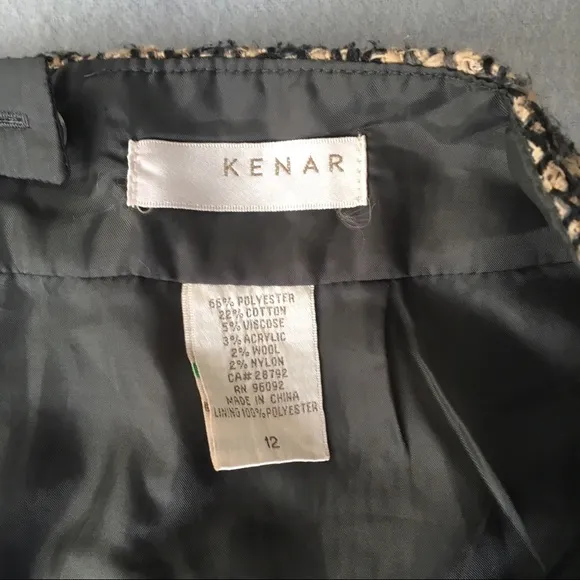 KENAR
66% POLYESTER
22% COTTON
5% VISCOSE
3% ACRYLIC
2% WOOL
2% NYLON
CA# 28792
RN 96092
MADE IN CHINA
LINING 100% POLYESTER
12